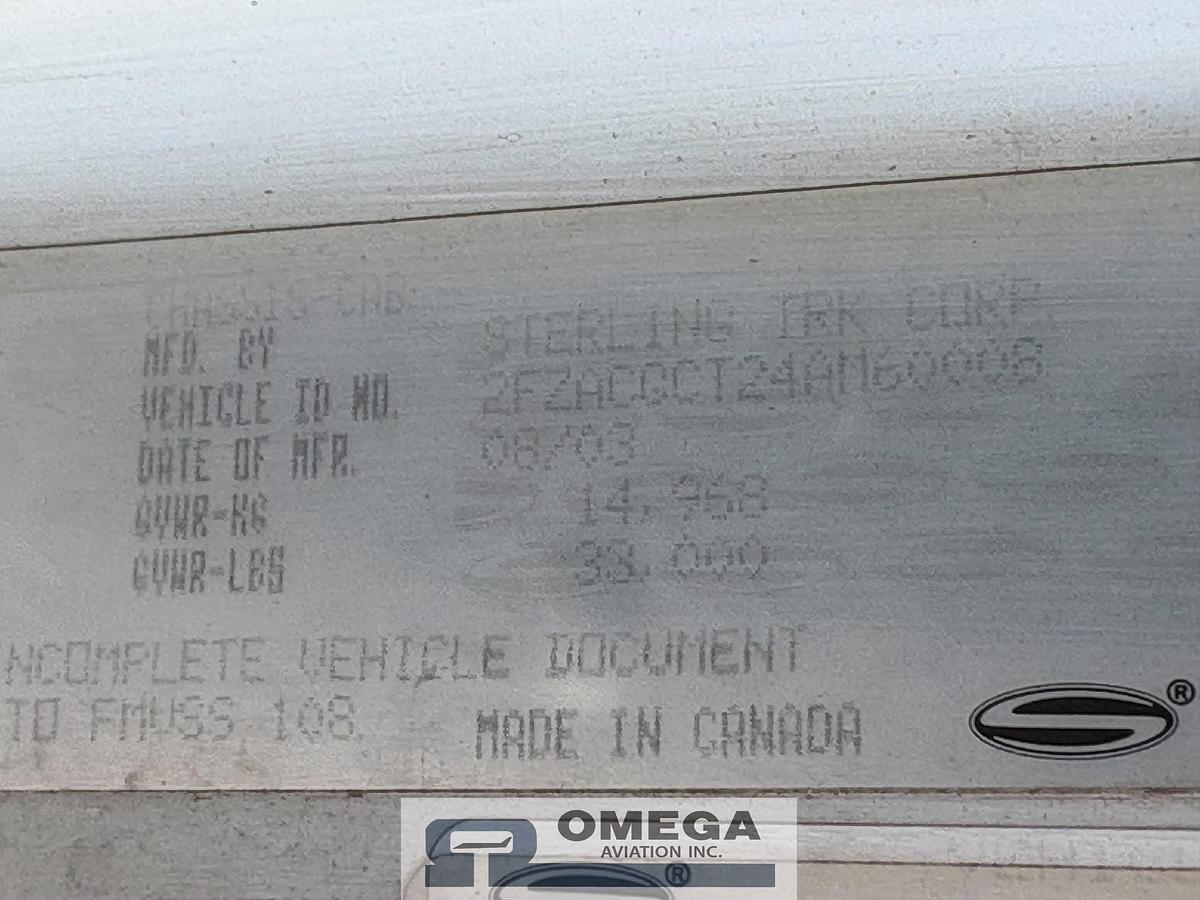 CHASSIS-CAB
MFD. BY STERLING TRK CORP.
VEHICLE ID NO. 2FZACGCT24AM60008
DATE OF MFR. 08/03
GVWR-KG 14,968
GVWR-LBS 33,000
NCOMPLETE VEHICLE DOCUMENT
TO FMVSS 108.
MADE IN CANADA
®
OMEGA
AVIATION INC.
®